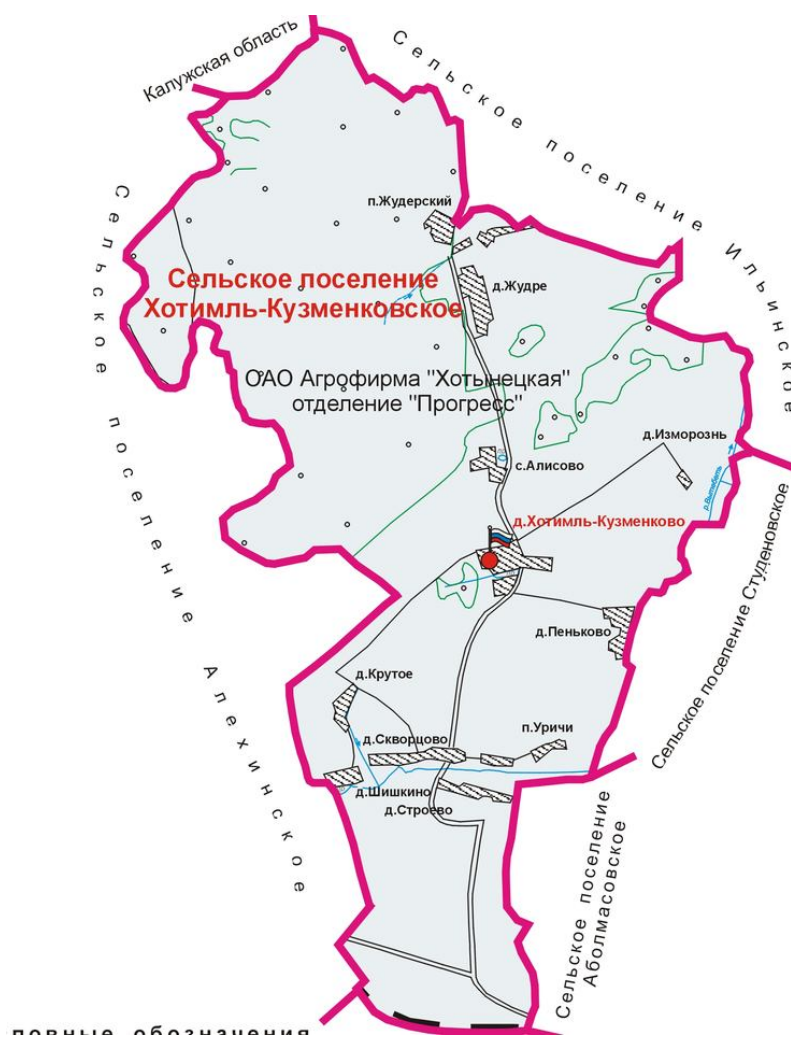 Калужская область
Сельское поселение Ильинское
Сельское поселение Алехинское
п.Жудерский
д.Жудре
Сельское поселение
Хотимль-Кузменковское
ОАО Агрофирма "Хотынецкая"
отделение "Прогресс"
д.Изморознь
с.Алисово
р.Вытебеть
д.Хотимль-Кузменково
Сельское поселение Студеновское
д.Пеньково
д.Крутое
п.Уричи
д.Скворцово
д.Шишкино
д.Строево
Сельское поселение
Аболмасовское
ловные обозначения